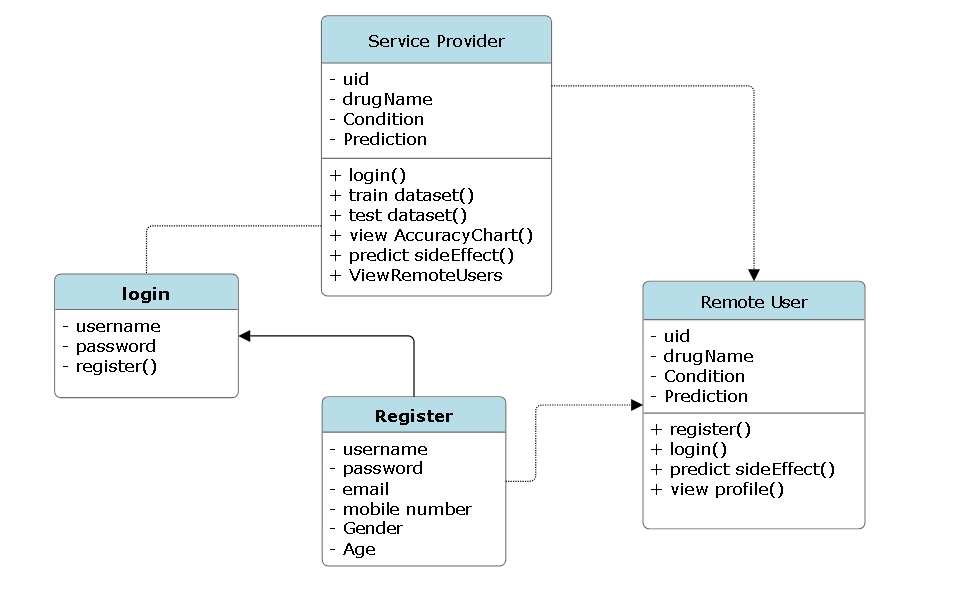 Service Provider
- uid
- drugName
- Condition
- Prediction
+ login()
+ train dataset()
+ test dataset()
+ view AccuracyChart()
+ predict sideEffect()
+ ViewRemoteUsers
login
- username
- password
- register()
Register
- username
- password
- email
- mobile number
- Gender
- Age
Remote User
- uid
- drugName
- Condition
- Prediction
+ register()
+ login()
+ predict sideEffect()
+ view profile()